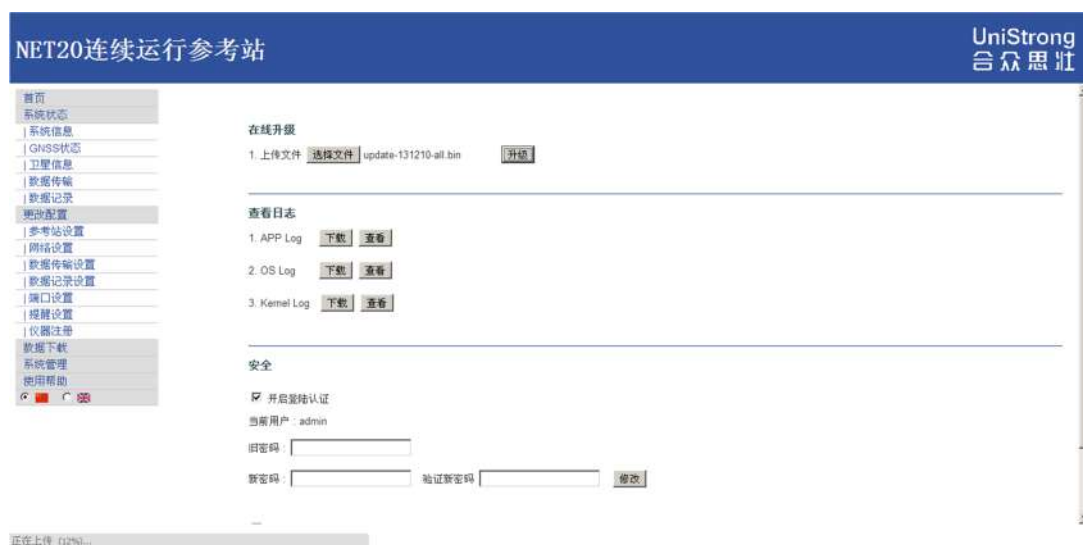 NET20连续运行参考站
UniStrong
合众思壮
首页
系统状态
| 系统信息
| GNSS状态
| 卫星信息
| 数据传输
| 数据记录
更改配置
| 参考站设置
| 网络设置
| 数据传输设置
| 数据记录设置
| 端口设置
| 提醒设置
| 仪器注册
数据下载
系统管理
使用帮助
在线升级
1. 上传文件 选择文件 update-131210-all.bin 升级
查看日志
1. APP Log 下载 查看
2. OS Log 下载 查看
3. Kernel Log 下载 查看
安全
开启登陆认证
当前用户 : admin
旧密码 :
新密码 : 验证新密码 修改
正在上传 (12%)...